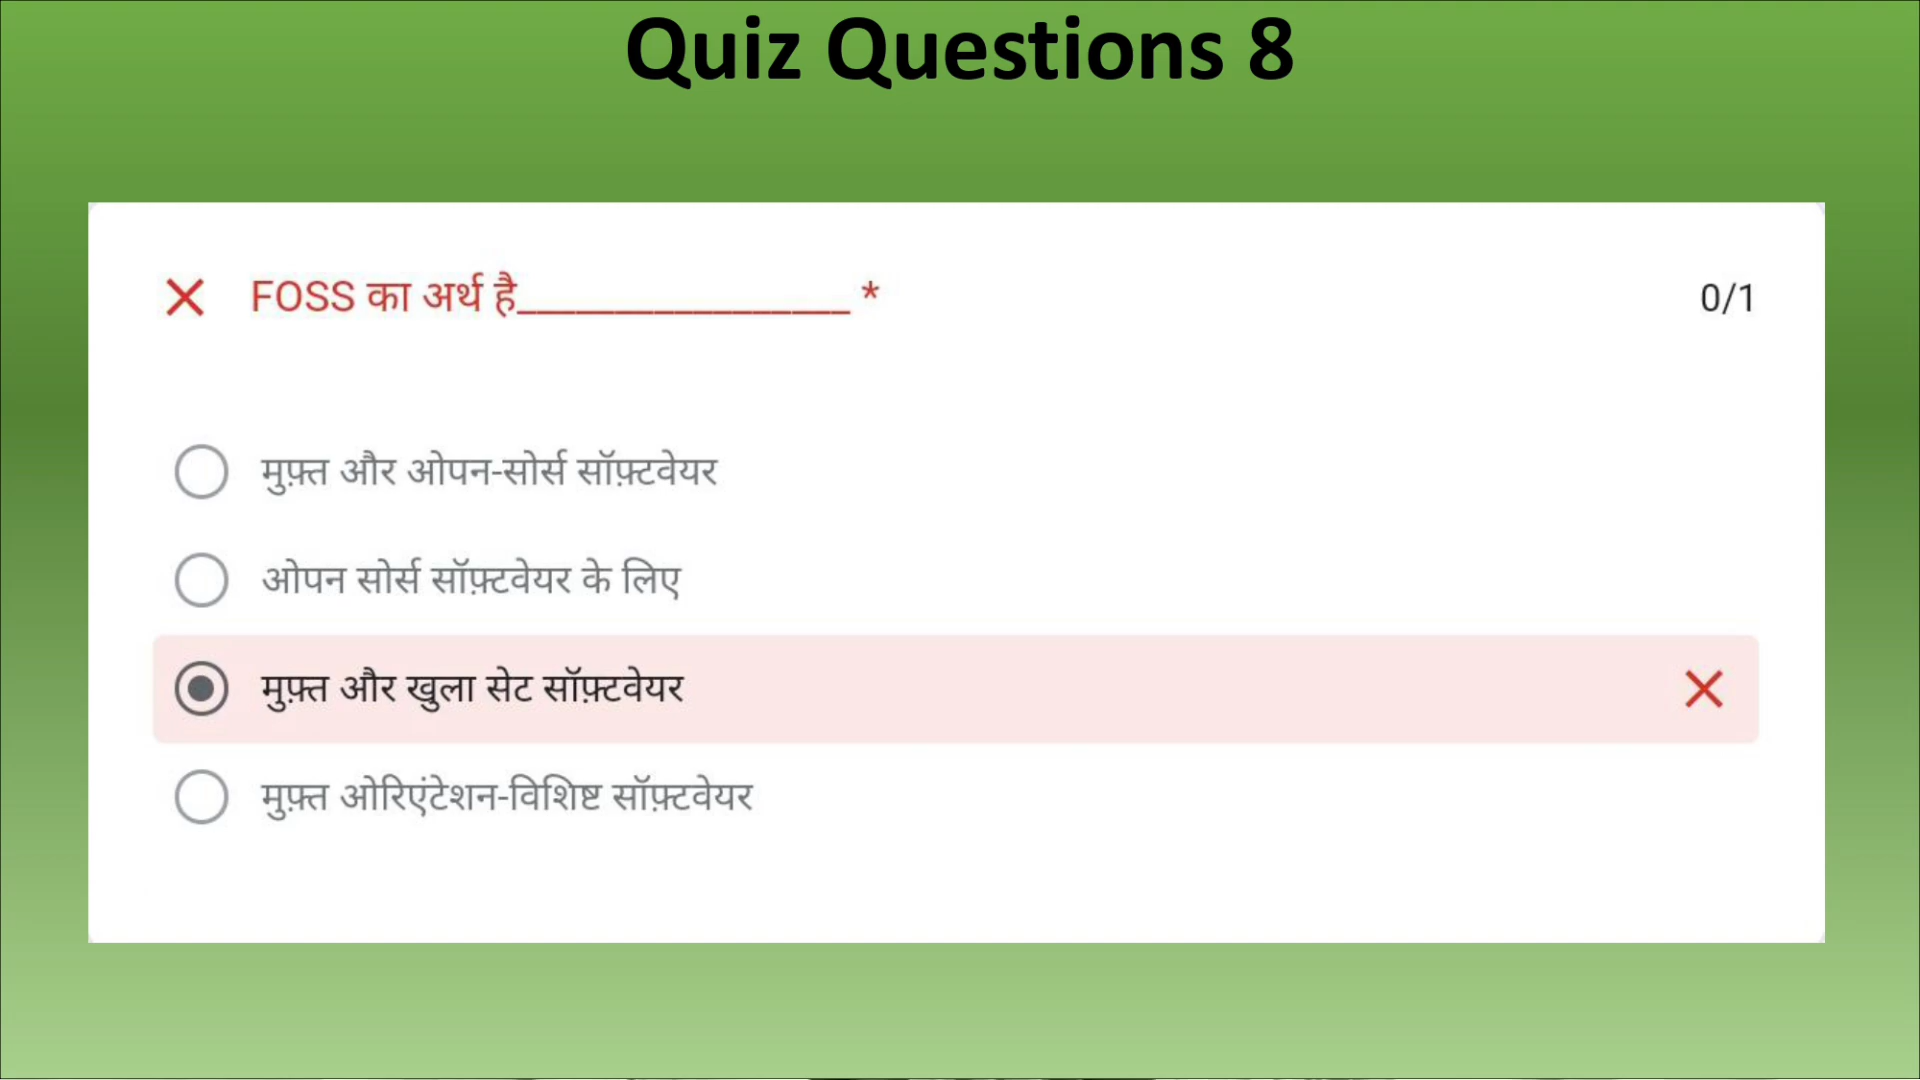 Quiz Questions 8
FOSS का अर्थ है_________________ *
0/1
मुफ़्त और ओपन-सोर्स सॉफ़्टवेयर
ओपन सोर्स सॉफ़्टवेयर के लिए
मुफ़्त और खुला सेट सॉफ़्टवेयर
मुफ़्त ओरिएंटेशन-विशिष्ट सॉफ़्टवेयर